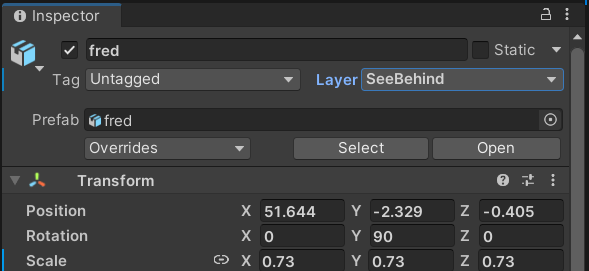 Inspector
fred Static
Tag Untagged Layer SeeBehind
Prefab fred
Overrides Select Open
Transform
Position X 51.644 Y -2.329 Z -0.405
Rotation X 0 Y 90 Z 0
Scale X 0.73 Y 0.73 Z 0.73